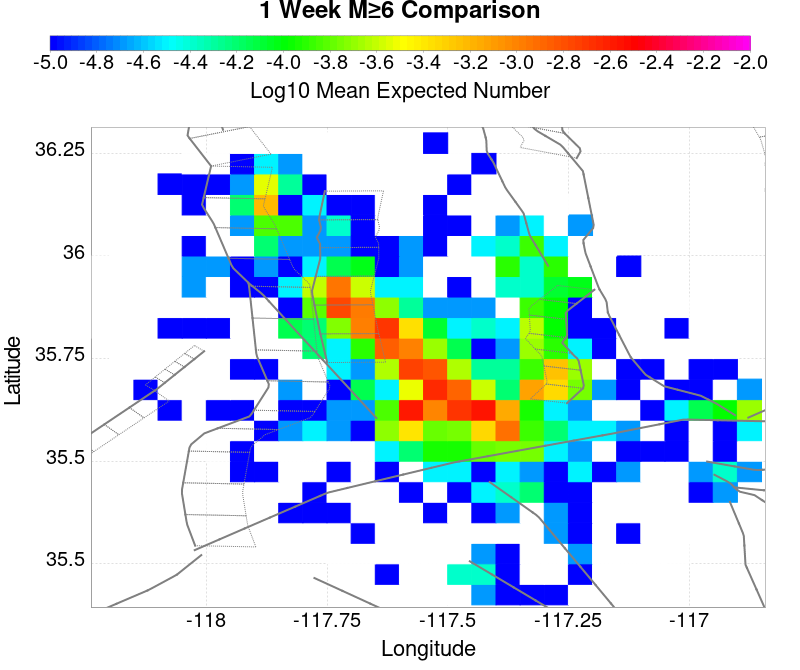 1 Week M≥6 Comparison
-5.0 -4.8 -4.6 -4.4 -4.2 -4.0 -3.8 -3.6 -3.4 -3.2 -3.0 -2.8 -2.6 -2.4 -2.2 -2.0
Log10 Mean Expected Number
36.25
36
35.75
35.5
35.5
Latitude
-118 -117.75 -117.5 -117.25 -117
Longitude